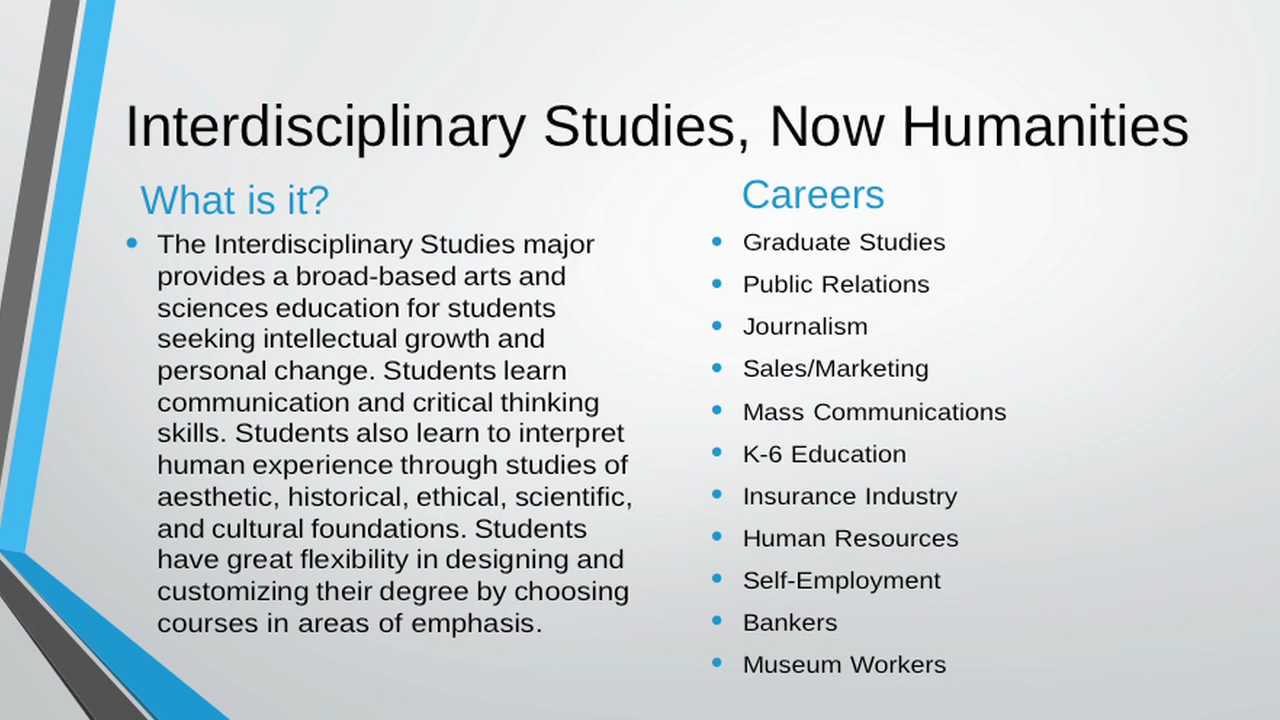 Interdisciplinary Studies, Now Humanities
What is it?
The Interdisciplinary Studies major
provides a broad-based arts and
sciences education for students
seeking intellectual growth and
personal change. Students learn
communication and critical thinking
skills. Students also learn to interpret
human experience through studies of
aesthetic, historical, ethical, scientific,
and cultural foundations. Students
have great flexibility in designing and
customizing their degree by choosing
courses in areas of emphasis.
Careers
Graduate Studies
Public Relations
Journalism
Sales/Marketing
Mass Communications
K-6 Education
Insurance Industry
Human Resources
Self-Employment
Bankers
Museum Workers